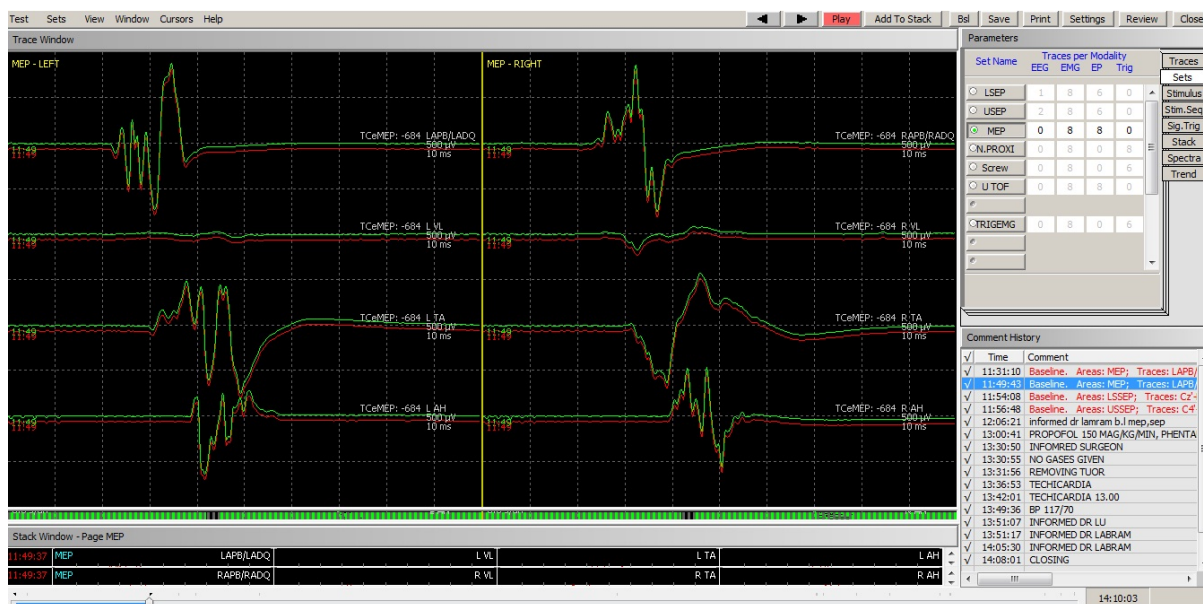 Test Sets View Window Cursors Help Play Add To Stack Bsl Save Print Settings Review Close
Trace Window
MEP - LEFT
TCeMEP: -684 LAPB/LADQ
500 µV
10 ms
11:49
TCeMEP: -684 L VL
500 µV
10 ms
11:49
TCeMEP: -684 L TA
500 µV
10 ms
11:49
TCeMEP: -684 L AH
500 µV
10 ms
11:49
MEP - RIGHT
TCeMEP: -684 RAPB/RADQ
500 µV
10 ms
11:49
TCeMEP: -684 R VL
500 µV
10 ms
11:49
TCeMEP: -684 R TA
500 µV
10 ms
11:49
TCeMEP: -684 R AH
500 µV
10 ms
11:49
Parameters
Set Name Traces per Modality
EEG EMG EP Trig
LSEP 1 8 6 0
USEP 2 8 6 0
MEP 0 8 8 0
N.PROXI 0 8 0 8
Screw 0 8 0 6
U TOF 0 8 8 0
TRIGEMG 0 8 0 6
Traces
Sets
Stimulus
Stim.Seq
Sig.Trig
Stack
Spectra
Trend
Comment History
√ Time Comment
√ 11:31:10 Baseline. Areas: MEP; Traces: LAPB/
√ 11:49:43 Baseline. Areas: MEP; Traces: LAPB/
√ 11:54:08 Baseline. Areas: LSSEP; Traces: Cz'-
√ 11:56:48 Baseline. Areas: USSEP; Traces: C4'
√ 12:06:21 informed dr lamram b.l mep,sep
√ 13:00:41 PROPOFOL 150 MAG/KG/MIN, PHENTA
√ 13:30:50 INFOMRED SURGEON
√ 13:30:55 NO GASES GIVEN
√ 13:31:56 REMOVING TUOR
√ 13:36:53 TECHICARDIA
√ 13:42:01 TECHICARDIA 13.00
√ 13:49:36 BP 117/70
√ 13:51:07 INFORMED DR LU
√ 13:51:17 INFORMED DR LABRAM
√ 14:05:30 INFORMED DR LABRAM
√ 14:08:01 CLOSING
Stack Window - Page MEP
11:49:37 MEP LAPB/LADQ L VL L TA L AH
11:49:37 MEP RAPB/RADQ R VL R TA R AH
14:10:03